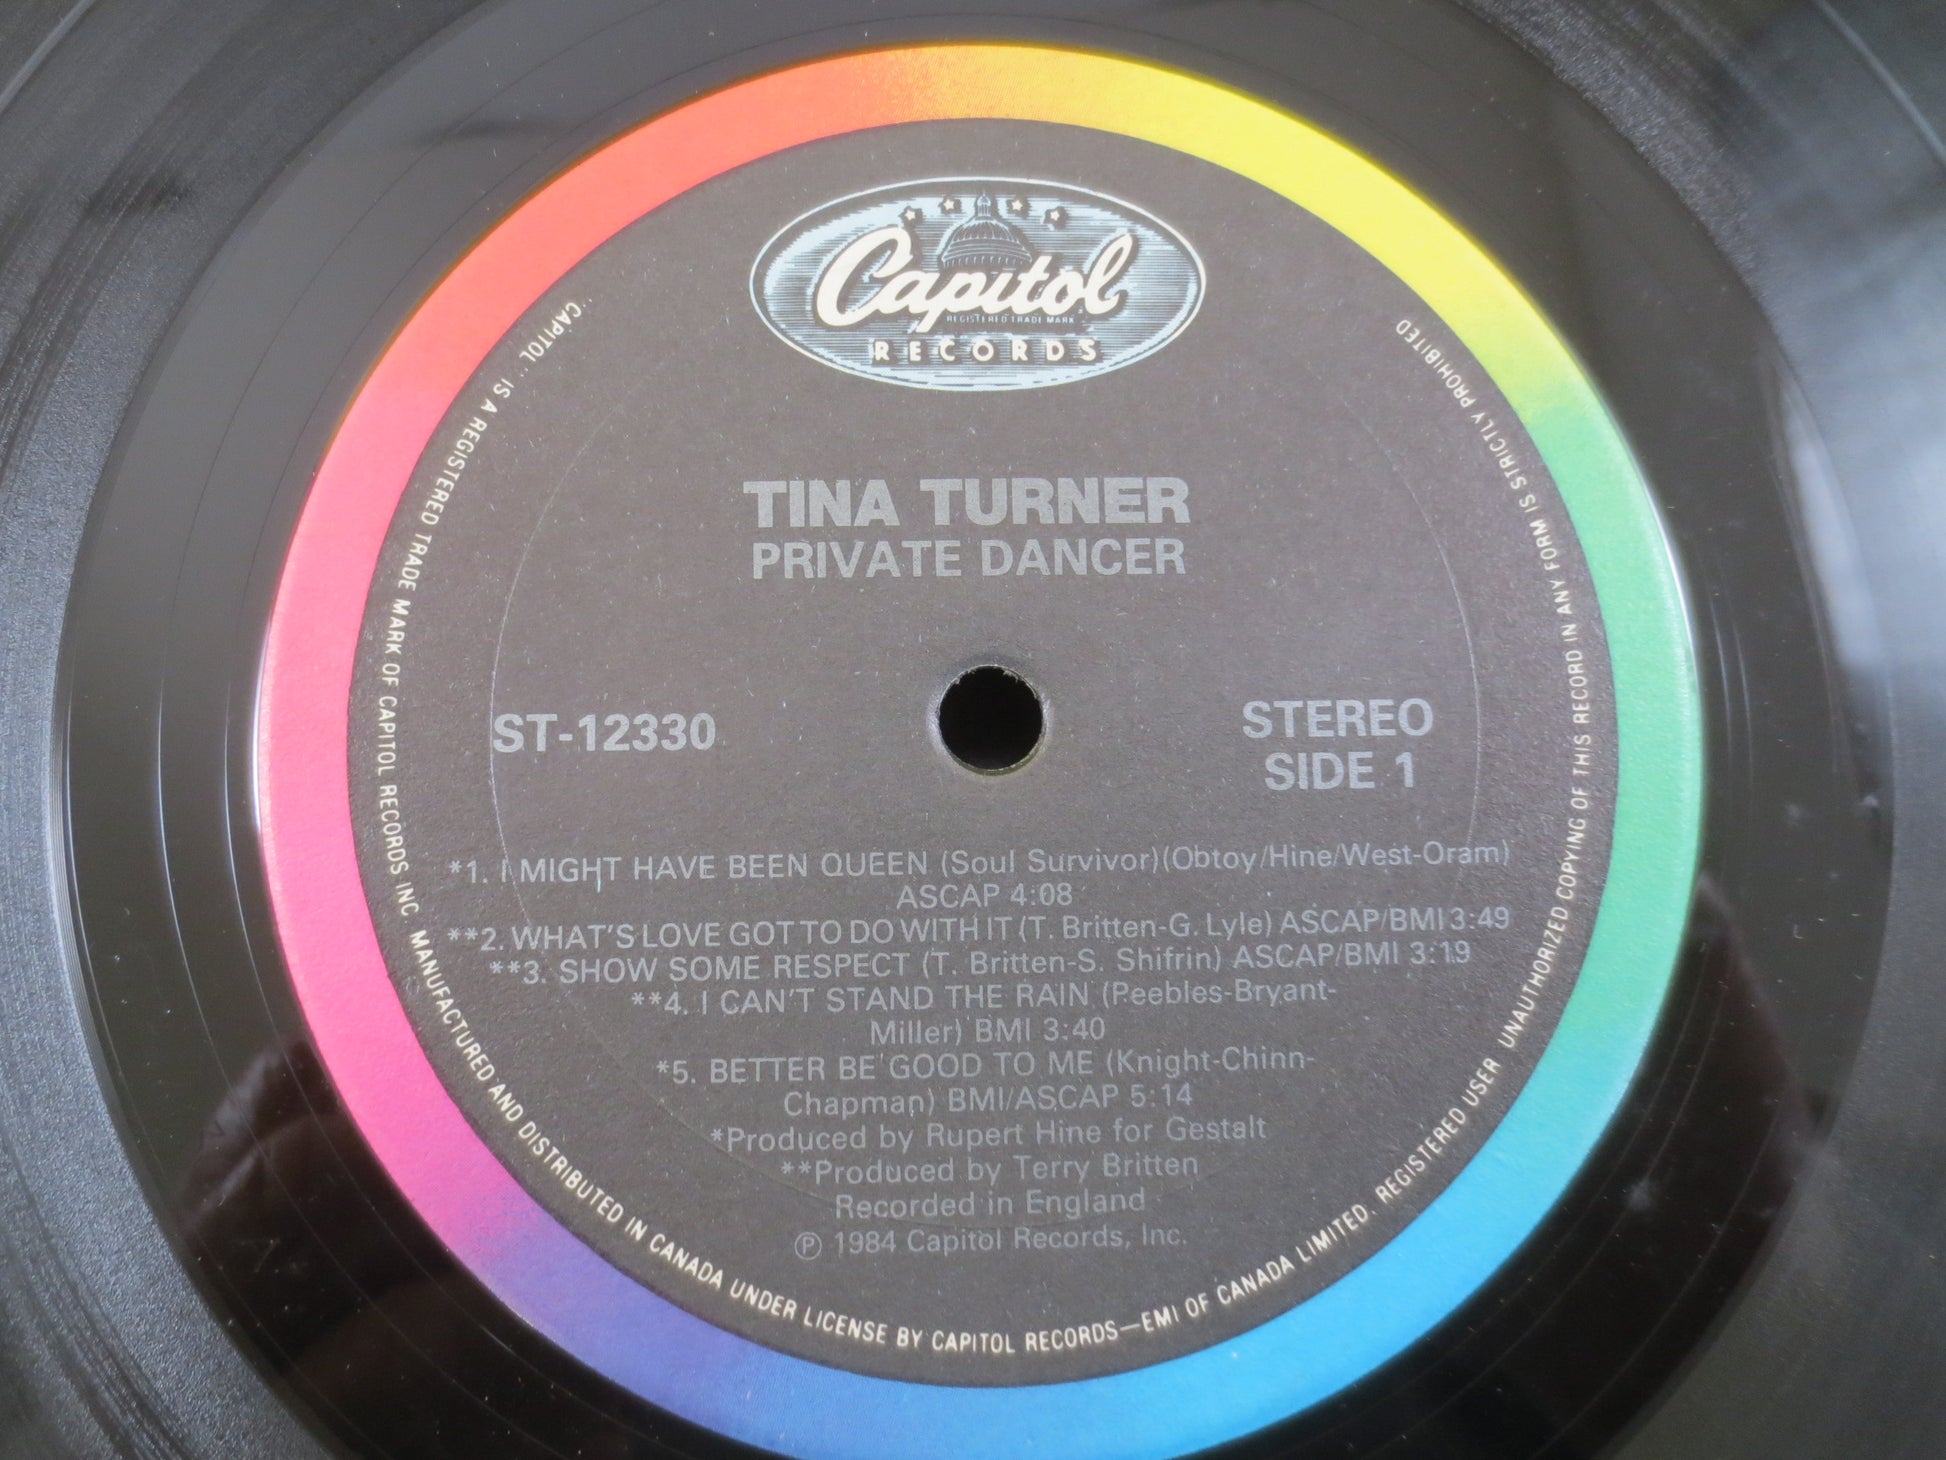 Capitol
REGISTERED TRADE MARK
RECORDS
TINA TURNER
PRIVATE DANCER
ST-12330
STEREO
SIDE 1
*1. I MIGHT HAVE BEEN QUEEN (Soul Survivor)(Obtoy/Hine/West-Oram)
ASCAP 4:08
**2. WHAT'S LOVE GOT TO DO WITH IT (T. Britten-G. Lyle) ASCAP/BMI 3:49
**3. SHOW SOME RESPECT (T. Britten-S. Shifrin) ASCAP/BMI 3:19
**4. I CAN'T STAND THE RAIN (Peebles-Bryant-
Miller) BMI 3:40
*5. BETTER BE GOOD TO ME (Knight-Chinn-
Chapman) BMI/ASCAP 5:14
*Produced by Rupert Hine for Gestalt
**Produced by Terry Britten
Recorded in England
℗ 1984 Capitol Records, Inc.
"CAPITOL" IS A REGISTERED TRADE MARK OF CAPITOL RECORDS INC. MANUFACTURED AND DISTRIBUTED IN CANADA UNDER LICENSE BY CAPITOL RECORDS—EMI OF CANADA LIMITED. REGISTERED USER UNAUTHORIZED COPYING OF THIS RECORD IN ANY FORM IS STRICTLY PROHIBITED